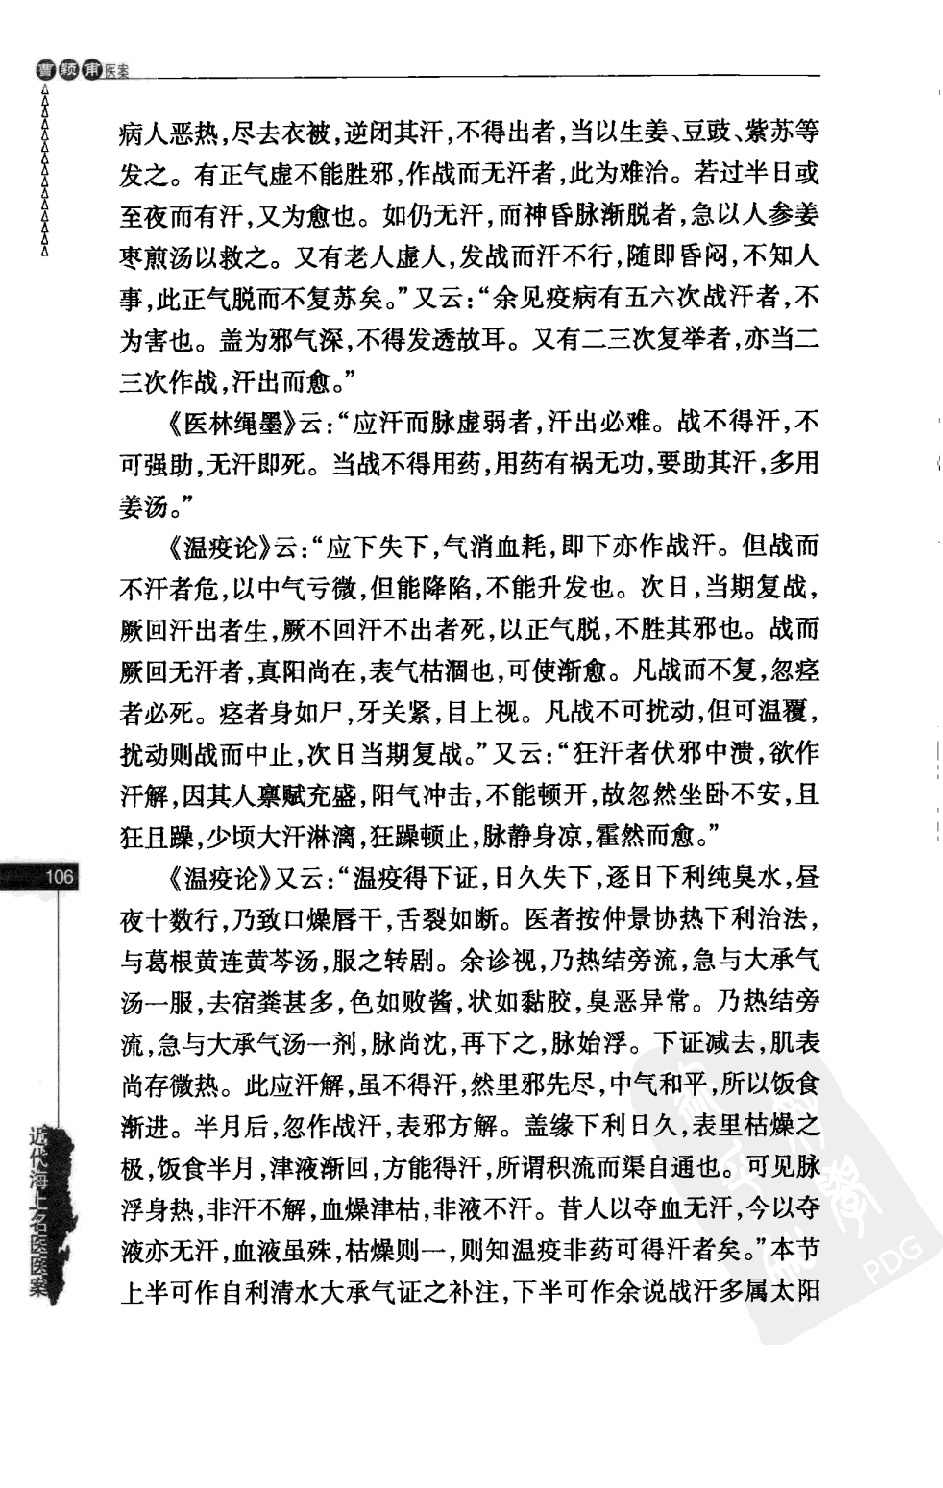 曹颖甫医案
病人恶热,尽去衣被,逆闭其汗,不得出者,当以生姜、豆豉、紫苏等
发之。有正气虚不能胜邪,作战而无汗者,此为难治。若过半日或
至夜而有汗,又为愈也。如仍无汗,而神昏脉渐脱者,急以人参姜
枣煎汤以救之。又有老人虚人,发战而汗不行,随即昏闷,不知人
事,此正气脱而不复苏矣。”又云:“余见疫病有五六次战汗者,不
为害也。盖为邪气深,不得发透故耳。又有二三次复举者,亦当二
三次作战,汗出而愈。”
《医林绳墨》云:“应汗而脉虚弱者,汗出必难。战不得汗,不
可强助,无汗即死。当战不得用药,用药有祸无功,要助其汗,多用
姜汤。”
《温疫论》云:“应下失下,气消血耗,即下亦作战汗。但战而
不汗者危,以中气亏微,但能降陷,不能升发也。次日,当期复战,
厥回汗出者生,厥不回汗不出者死,以正气脱,不胜其邪也。战而
厥回无汗者,真阳尚在,表气枯涸也,可使渐愈。凡战而不复,忽痉
者必死。痉者身如尸,牙关紧,目上视。凡战不可扰动,但可温覆,
扰动则战而中止,次日当期复战。”又云:“狂汗者伏邪中溃,欲作
汗解,因其人禀赋充盛,阳气冲击,不能顿开,故忽然坐卧不安,且
狂且躁,少顷大汗淋漓,狂躁顿止,脉静身凉,霍然而愈。”
《温疫论》又云:“温疫得下证,日久失下,逐日下利纯臭水,昼
夜十数行,乃致口燥唇干,舌裂如断。医者按仲景协热下利治法,
与葛根黄连黄芩汤,服之转剧。余诊视,乃热结旁流,急与大承气
汤一服,去宿粪甚多,色如败酱,状如黏胶,臭恶异常。乃热结旁
流,急与大承气汤一剂,脉尚沈,再下之,脉始浮。下证减去,肌表
尚存微热。此应汗解,虽不得汗,然里邪先尽,中气和平,所以饭食
渐进。半月后,忽作战汗,表邪方解。盖缘下利日久,表里枯燥之
极,饭食半月,津液渐回,方能得汗,所谓积流而渠自通也。可见脉
浮身热,非汗不解,血燥津枯,非液不汗。昔人以夺血无汗,今以夺
液亦无汗,血液虽殊,枯燥则一,则知温疫非药可得汗者矣。”本节
上半可作自利清水大承气证之补注,下半可作余说战汗多属太阳
106
近代海上名医医案
PDG